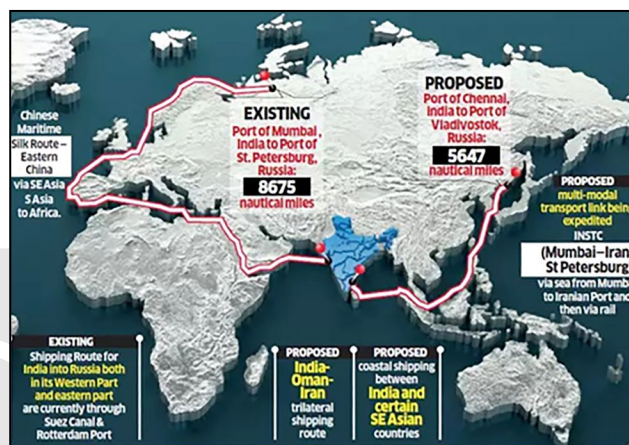 Chinese
Maritime
Silk Route –
Eastern
China
via SE Asia
S Asia
to Africa.
EXISTING
Port of Mumbai,
India to Port of
St. Petersburg,
Russia:
8675
nautical miles
PROPOSED
Port of Chennai,
India to Port of
Vladivostok,
Russia:
5647
nautical miles
PROPOSED
multi-modal
transport link being
expedited
INSTC
(Mumbai–Iran
St Petersburg
via sea from Mumba
to Iranian Port and
then via rail
EXISTING
Shipping Route for
India into Russia both
in its Western Part
and eastern part
are currently through
Suez Canal &
Rotterdam Port
PROPOSED
India-
Oman-
Iran
trilateral
shipping
route
PROPOSED
coastal shipping
between
India and
certain
SE Asian
countries